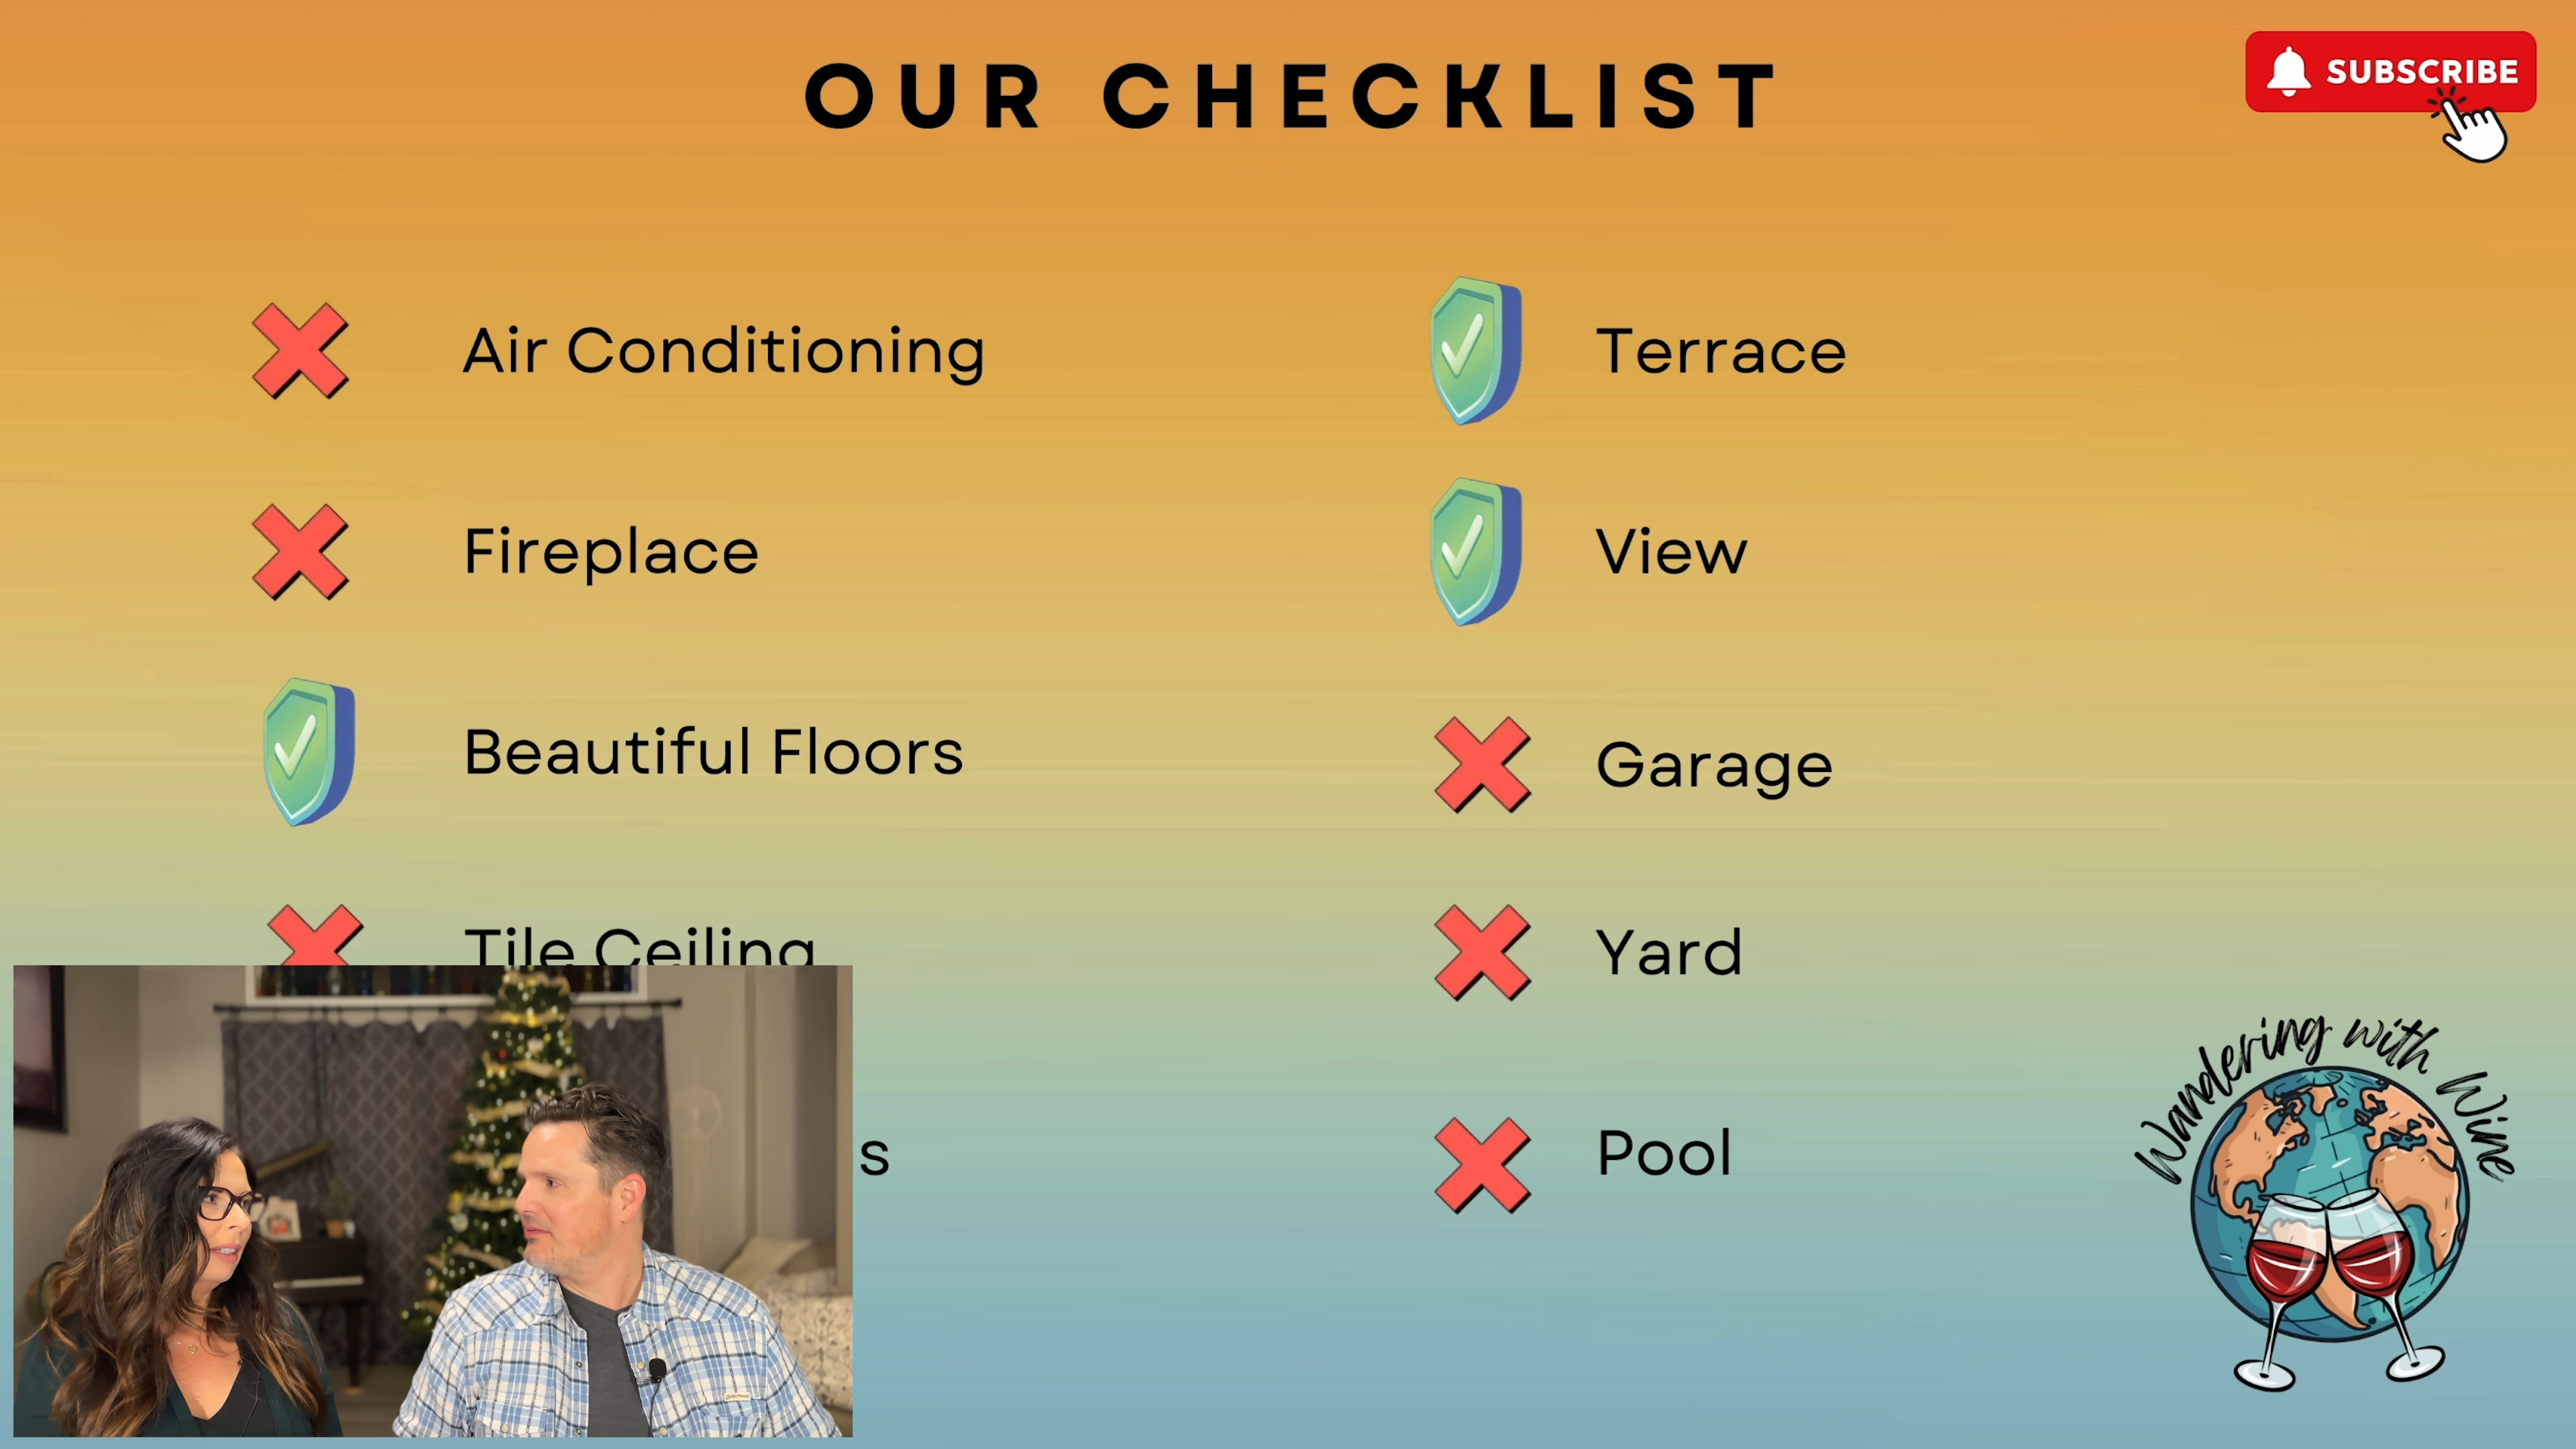 OUR CHECKLIST
SUBSCRIBE
Air Conditioning
Fireplace
Beautiful Floors
Tile Ceiling
s
Terrace
View
Garage
Yard
Pool
Wandering with Wine